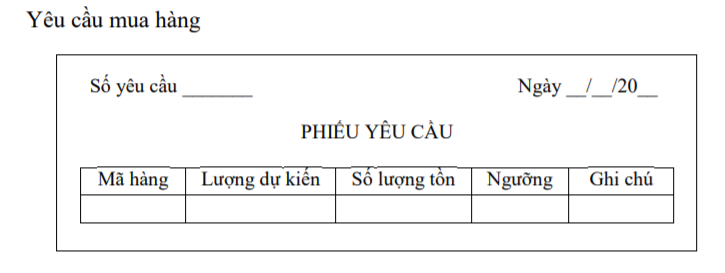 Yêu cầu mua hàng
Số yêu cầu _______ Ngày __/__/20__
PHIẾU YÊU CẦU
Mã hàng Lượng dự kiến Số lượng tồn Ngưỡng Ghi chú